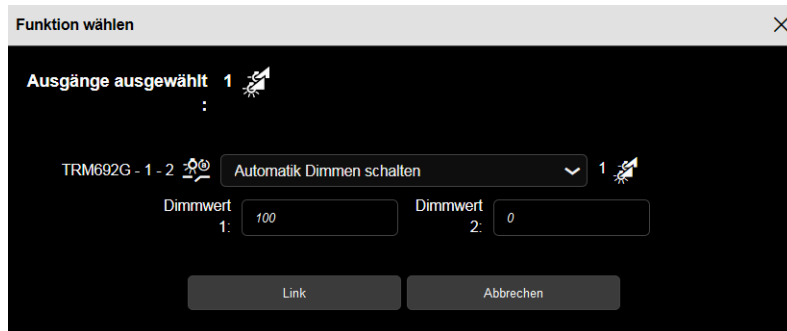 Funktion wählen
Ausgänge ausgewählt 1
:
TRM692G - 1 - 2 Automatik Dimmen schalten 1
Dimmwert 1: 100 Dimmwert 2: 0
Link Abbrechen